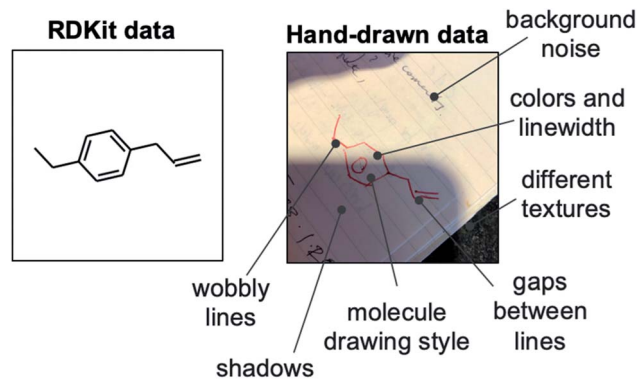 RDKit data
Hand-drawn data
background
noise
colors and
linewidth
different
textures
gaps
between
lines
molecule
drawing style
wobbly
lines
shadows